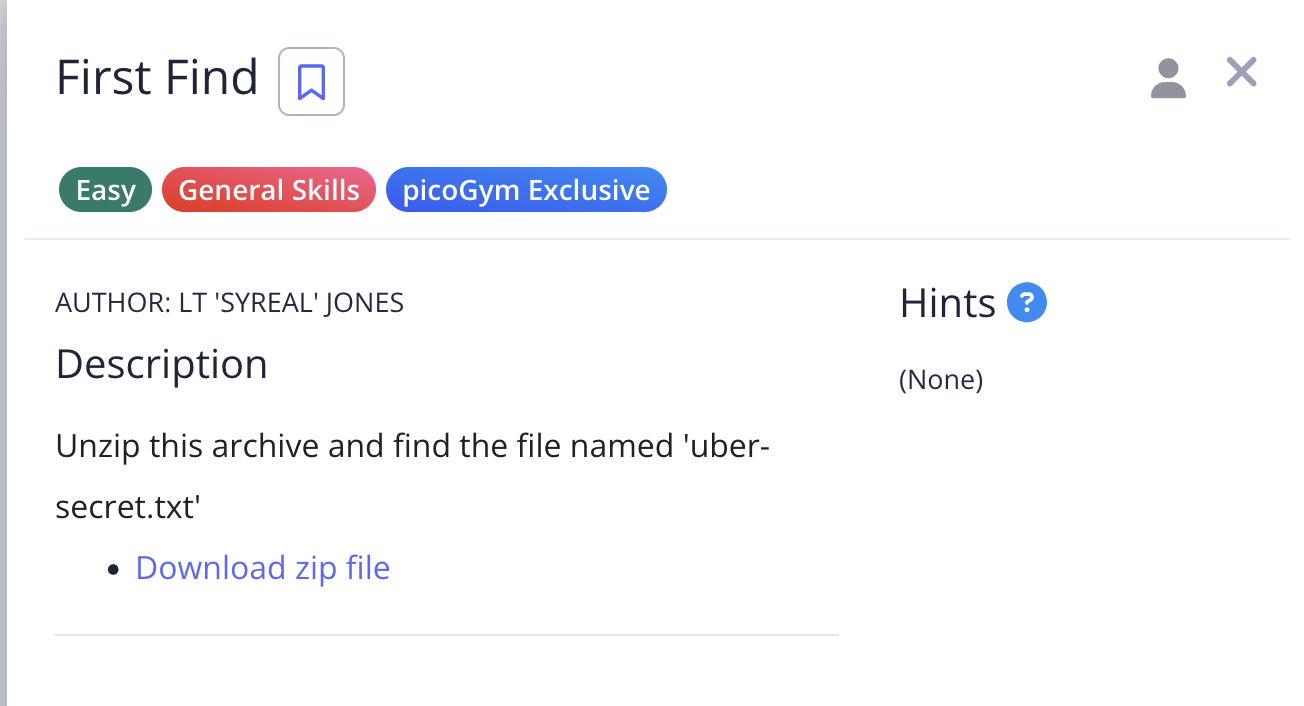 First Find
Easy General Skills picoGym Exclusive
AUTHOR: LT 'SYREAL' JONES
Description
Unzip this archive and find the file named 'uber-
secret.txt'
• Download zip file
Hints ?
(None)